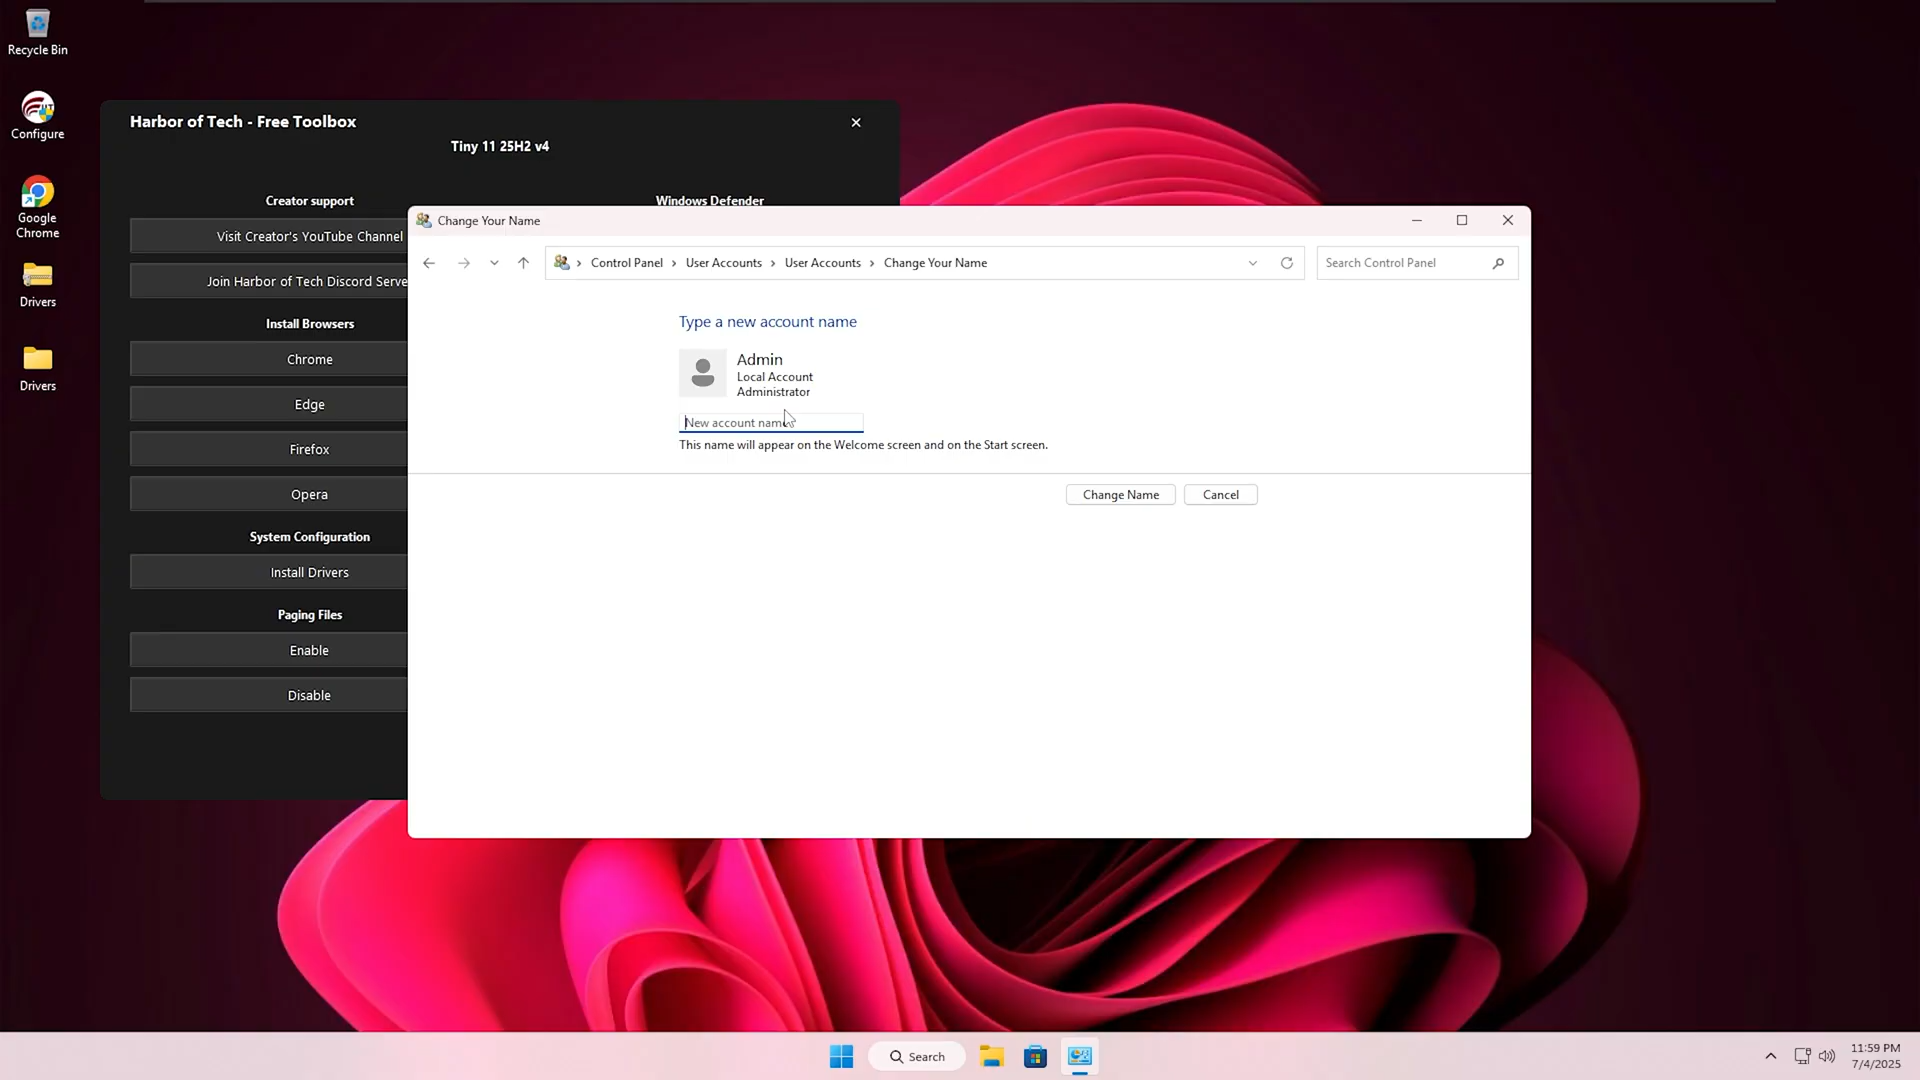 Recycle Bin
Configure
Google
Chrome
Drivers
Drivers
Harbor of Tech - Free Toolbox
Tiny 11 25H2 v4
Creator support
Windows Defender
Visit Creator's YouTube Channel
Join Harbor of Tech Discord Serve
Install Browsers
Chrome
Edge
Firefox
Opera
System Configuration
Install Drivers
Paging Files
Enable
Disable
Change Your Name
Control Panel > User Accounts > User Accounts > Change Your Name
Search Control Panel
Type a new account name
Admin
Local Account
Administrator
New account name
This name will appear on the Welcome screen and on the Start screen.
Change Name
Cancel
Search
11:59 PM
7/4/2025